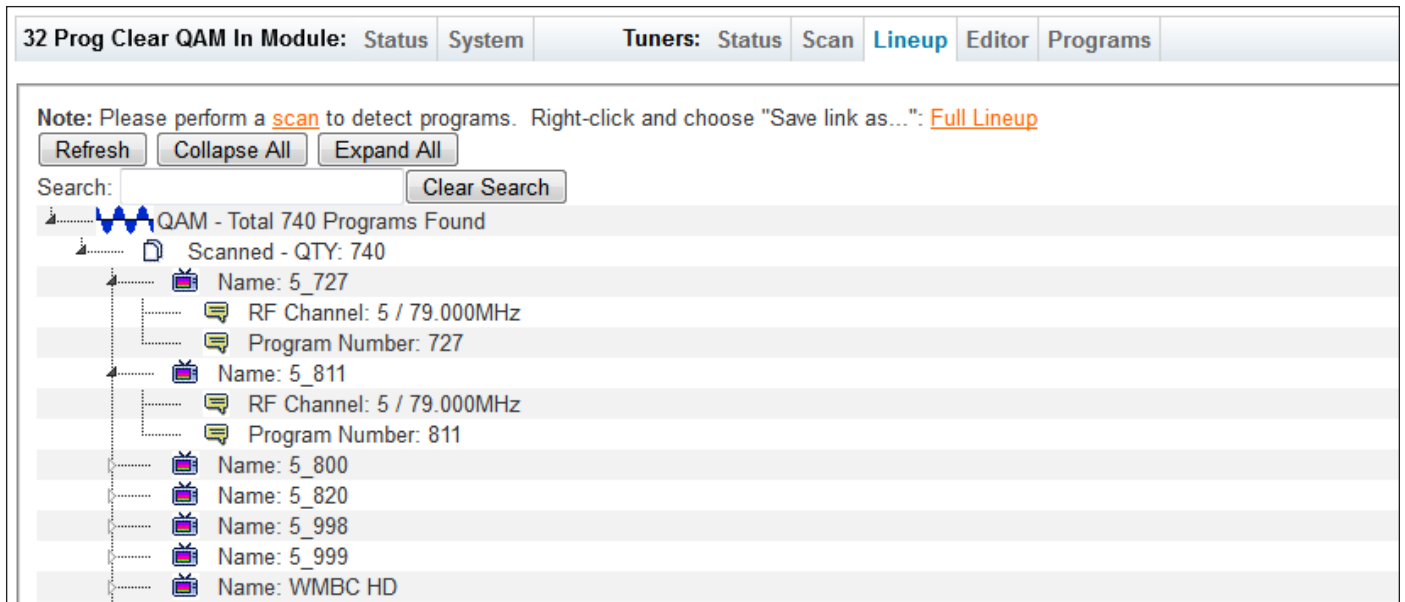 32 Prog Clear QAM In Module: Status System Tuners: Status Scan Lineup Editor Programs
Note: Please perform a scan to detect programs. Right-click and choose "Save link as...": Full Lineup
Refresh Collapse All Expand All
Search: Clear Search
QAM - Total 740 Programs Found
Scanned - QTY: 740
Name: 5_727
RF Channel: 5 / 79.000MHz
Program Number: 727
Name: 5_811
RF Channel: 5 / 79.000MHz
Program Number: 811
Name: 5_800
Name: 5_820
Name: 5_998
Name: 5_999
Name: WMBC HD